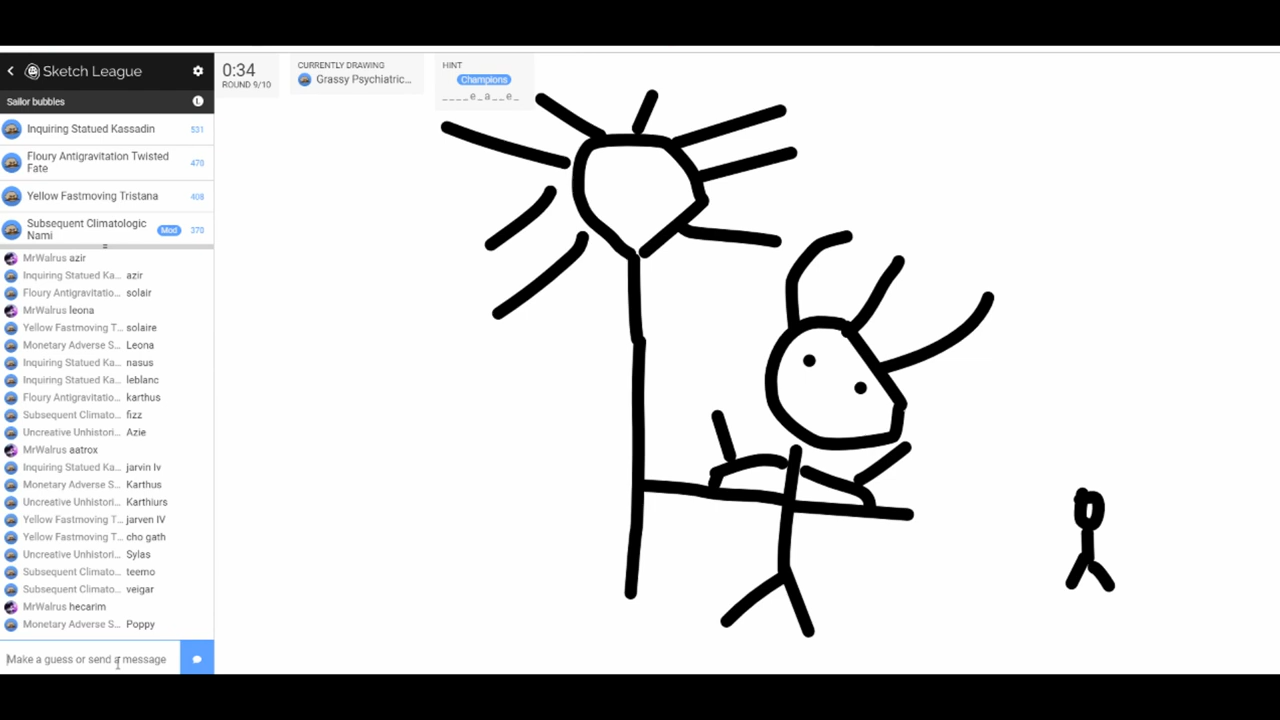 Sketch League
Sailor bubbles
L
Inquiring Statued Kassadin 531
Floury Antigravitation Twisted
Fate 470
Yellow Fastmoving Tristana 408
Subsequent Climatologic
Nami Mod 370
MrWalrus azir
Inquiring Statued Ka... azir
Floury Antigravitatio... solair
MrWalrus leona
Yellow Fastmoving T... solaire
Monetary Adverse S... Leona
Inquiring Statued Ka... nasus
Inquiring Statued Ka... leblanc
Floury Antigravitatio... karthus
Subsequent Climato... fizz
Uncreative Unhistori... Azie
MrWalrus aatrox
Inquiring Statued Ka... jarvin Iv
Monetary Adverse S... Karthus
Uncreative Unhistori... Karthiurs
Yellow Fastmoving T... jarven IV
Yellow Fastmoving T... cho gath
Uncreative Unhistori... Sylas
Subsequent Climato... teemo
Subsequent Climato... veigar
MrWalrus hecarim
Monetary Adverse S... Poppy
Make a guess or send a message
0:34
ROUND 9/10
CURRENTLY DRAWING
Grassy Psychiatric...
HINT
Champions
____e_a__e_